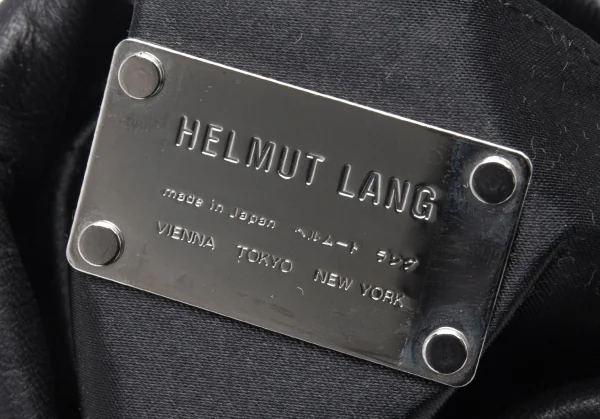 HELMUT LANG
made in Japan ヘルムート ラング
VIENNA TOKYO NEW YORK